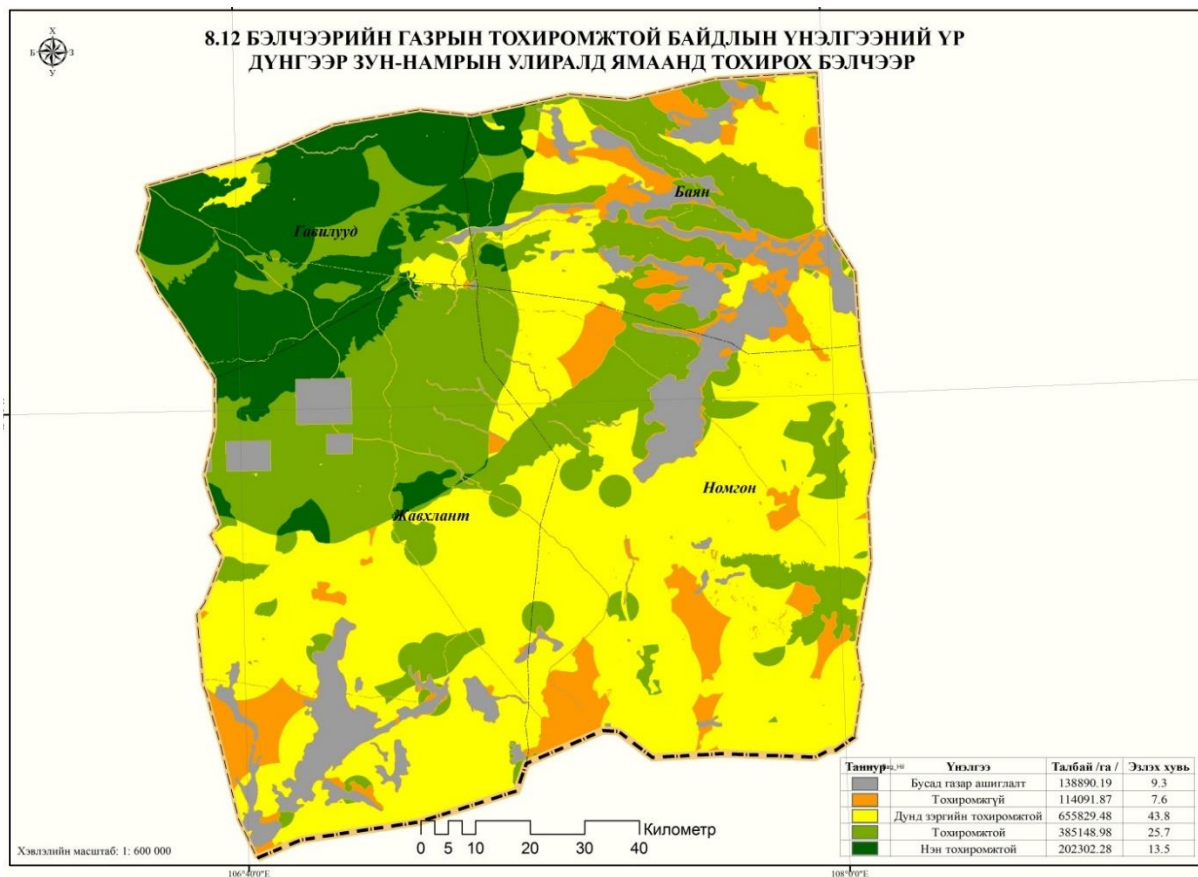 8.12 БЭЛЧЭЭРИЙН ГАЗРЫН ТОХИРОМЖТОЙ БАЙДЛЫН ҮНЭЛГЭЭНИЙ ҮР
ДҮНГЭЭР ЗУН-НАМРЫН УЛИРАЛД ЯМААНД ТОХИРОХ БЭЛЧЭЭР
Х
Б З
У
Баян
Гавилууд
Номгон
Жавхлант
Таниур Үнэлгээ Талбай /га / Эзлэх хувь
Бусад газар ашиглалт 138890.19 9.3
Тохиромжгүй 114091.87 7.6
Дунд зэргийн тохиромжтой 655829.48 43.8
Тохиромжтой 385148.98 25.7
Нэн тохиромжтой 202302.28 13.5
Километр
0 5 10 20 30 40
Хэвлэлийн масштаб: 1: 600 000
106°40'0"E 108°0'0"E